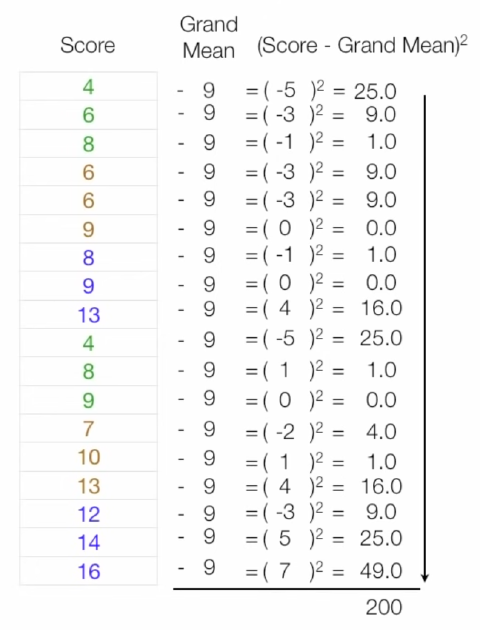 Score Grand Mean (Score - Grand Mean)²
4 - 9 =( -5 )² = 25.0
6 - 9 =( -3 )² = 9.0
8 - 9 =( -1 )² = 1.0
6 - 9 =( -3 )² = 9.0
6 - 9 =( -3 )² = 9.0
9 - 9 =( 0 )² = 0.0
8 - 9 =( -1 )² = 1.0
9 - 9 =( 0 )² = 0.0
13 - 9 =( 4 )² = 16.0
4 - 9 =( -5 )² = 25.0
8 - 9 =( 1 )² = 1.0
9 - 9 =( 0 )² = 0.0
7 - 9 =( -2 )² = 4.0
10 - 9 =( 1 )² = 1.0
13 - 9 =( 4 )² = 16.0
12 - 9 =( -3 )² = 9.0
14 - 9 =( 5 )² = 25.0
16 - 9 =( 7 )² = 49.0
200